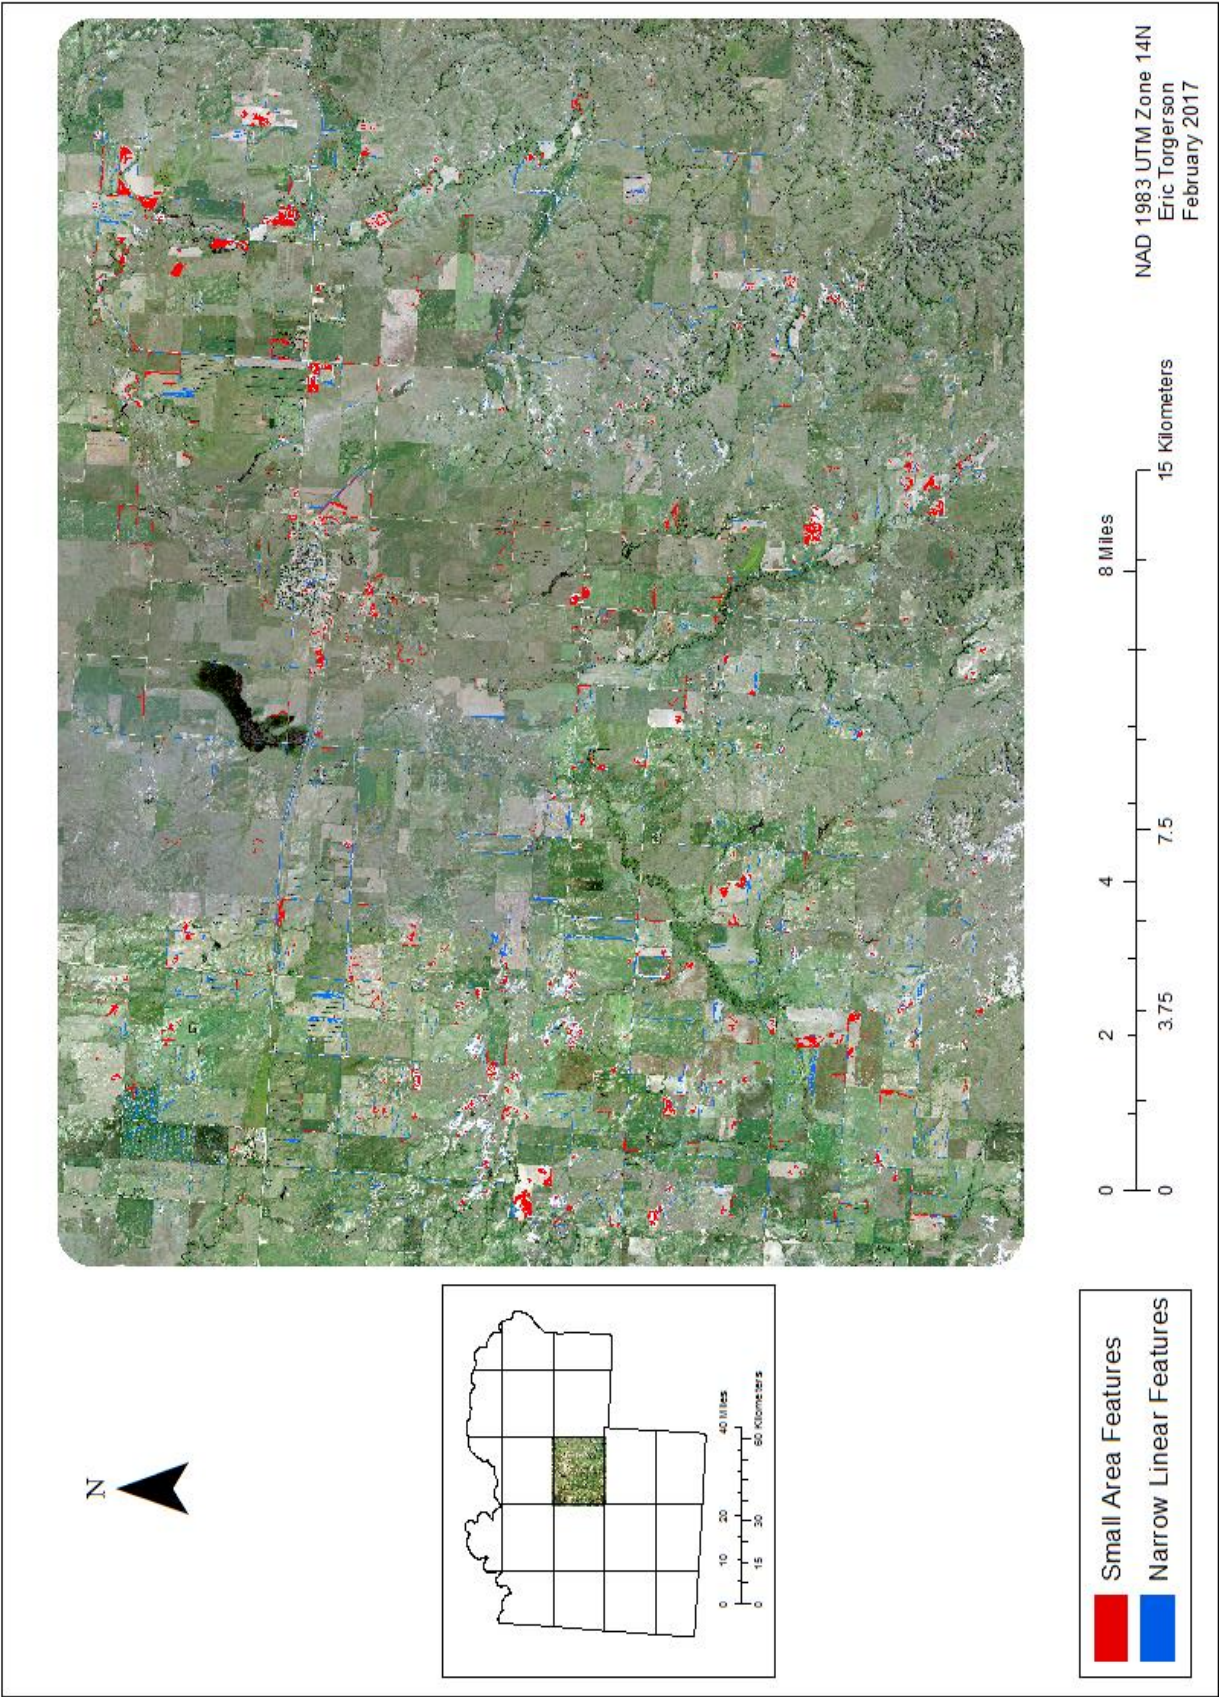 N
0 10 20 40 Miles
0 15 30 60 Kilometers
Small Area Features
Narrow Linear Features
0 2 4 8 Miles
0 3.75 7.5 15 Kilometers
NAD 1983 UTM Zone 14N
Eric Torgerson
February 2017